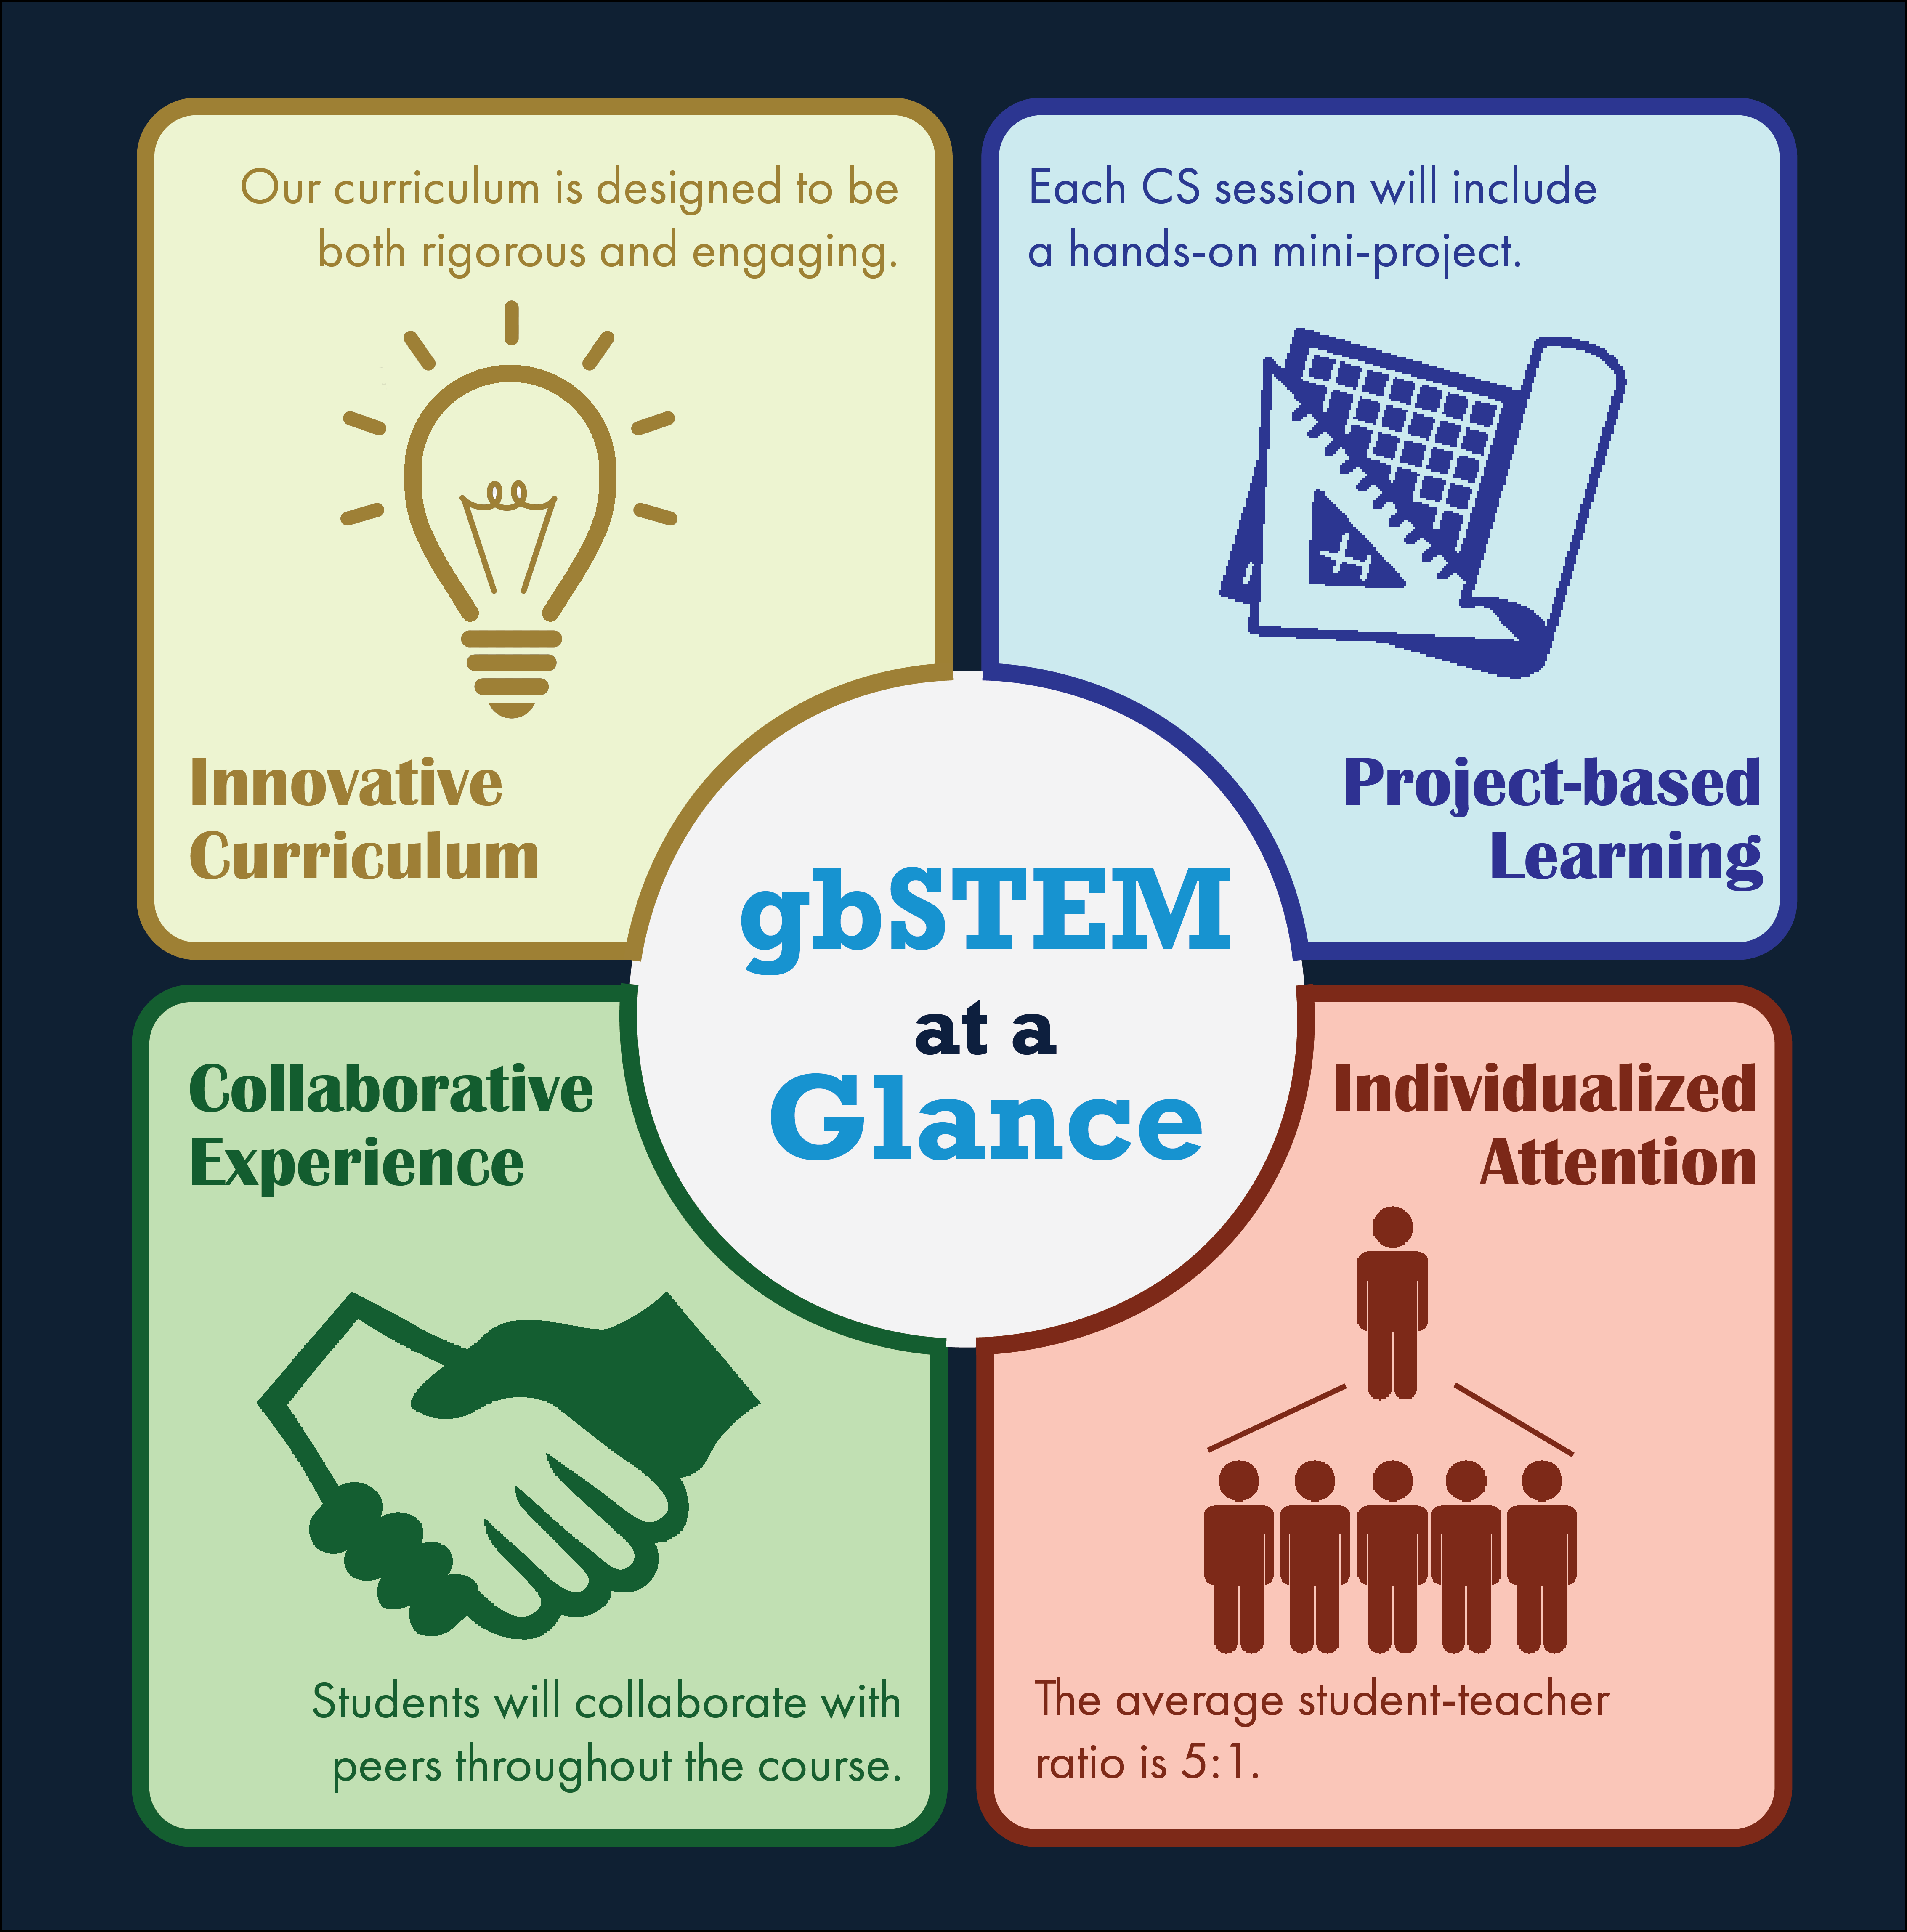 Our curriculum is designed to be
both rigorous and engaging.
Innovative
Curriculum
Each CS session will include
a hands-on mini-project.
Project-based
Learning
gbSTEM
at a
Glance
Collaborative
Experience
Students will collaborate with
peers throughout the course.
Individualized
Attention
The average student-teacher
ratio is 5:1.